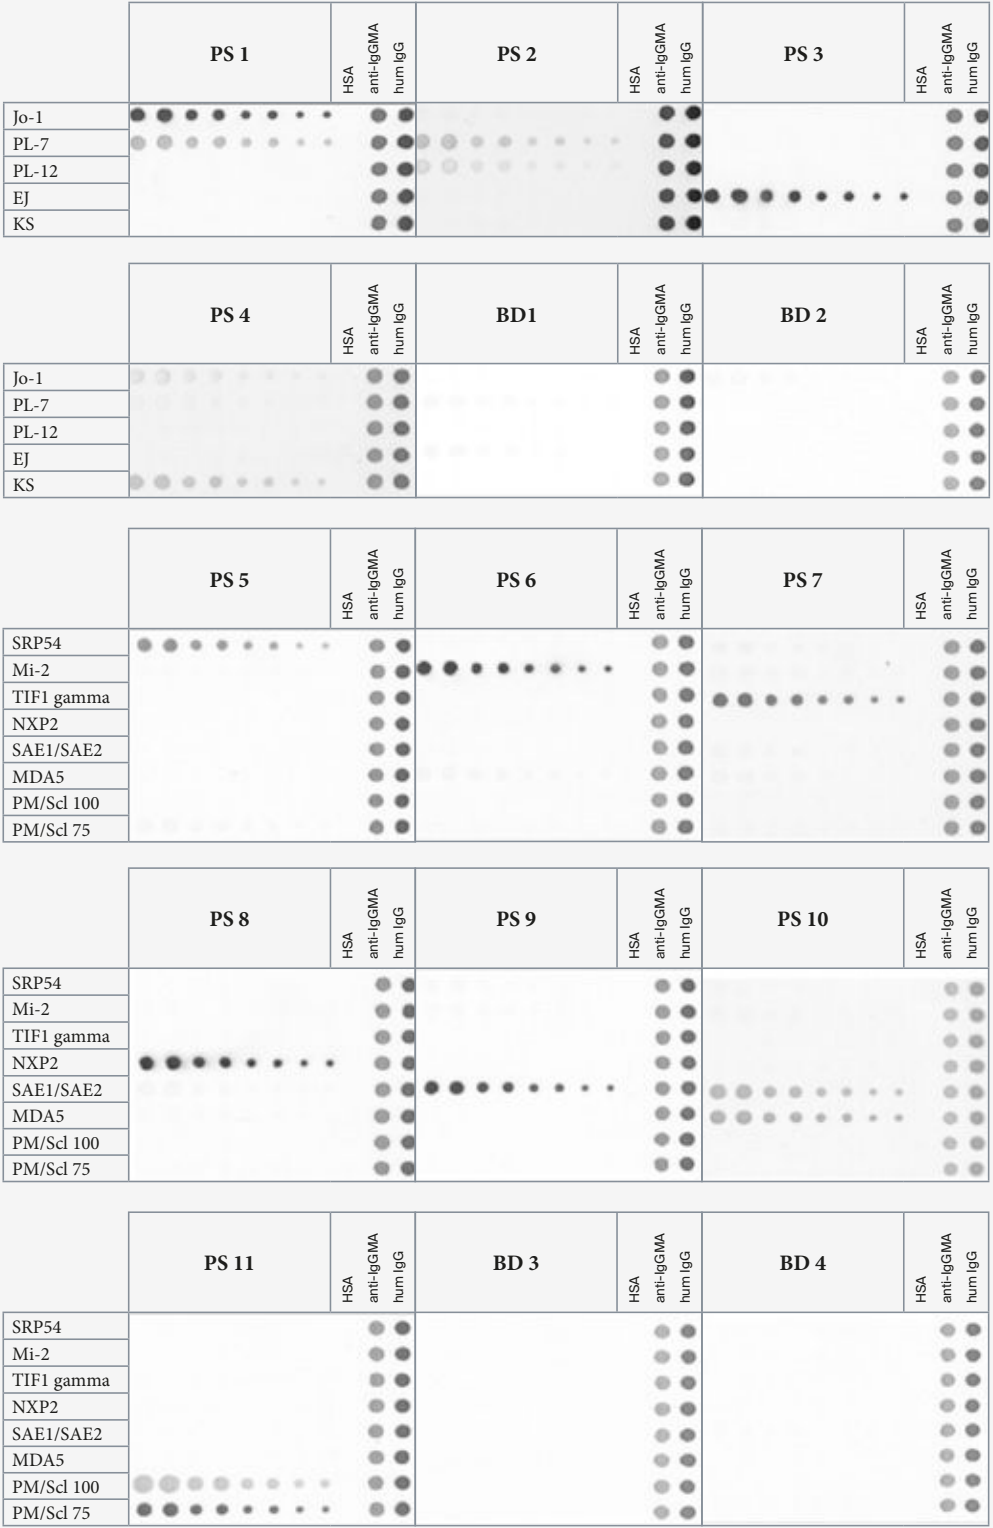 PS 1 HSA anti-IgGMA hum IgG PS 2 HSA anti-IgGMA hum IgG PS 3 HSA anti-IgGMA hum IgG
Jo-1
PL-7
PL-12
EJ
KS
PS 4 HSA anti-IgGMA hum IgG BD1 HSA anti-IgGMA hum IgG BD 2 HSA anti-IgGMA hum IgG
Jo-1
PL-7
PL-12
EJ
KS
PS 5 HSA anti-IgGMA hum IgG PS 6 HSA anti-IgGMA hum IgG PS 7 HSA anti-IgGMA hum IgG
SRP54
Mi-2
TIF1 gamma
NXP2
SAE1/SAE2
MDA5
PM/Scl 100
PM/Scl 75
PS 8 HSA anti-IgGMA hum IgG PS 9 HSA anti-IgGMA hum IgG PS 10 HSA anti-IgGMA hum IgG
SRP54
Mi-2
TIF1 gamma
NXP2
SAE1/SAE2
MDA5
PM/Scl 100
PM/Scl 75
PS 11 HSA anti-IgGMA hum IgG BD 3 HSA anti-IgGMA hum IgG BD 4 HSA anti-IgGMA hum IgG
SRP54
Mi-2
TIF1 gamma
NXP2
SAE1/SAE2
MDA5
PM/Scl 100
PM/Scl 75